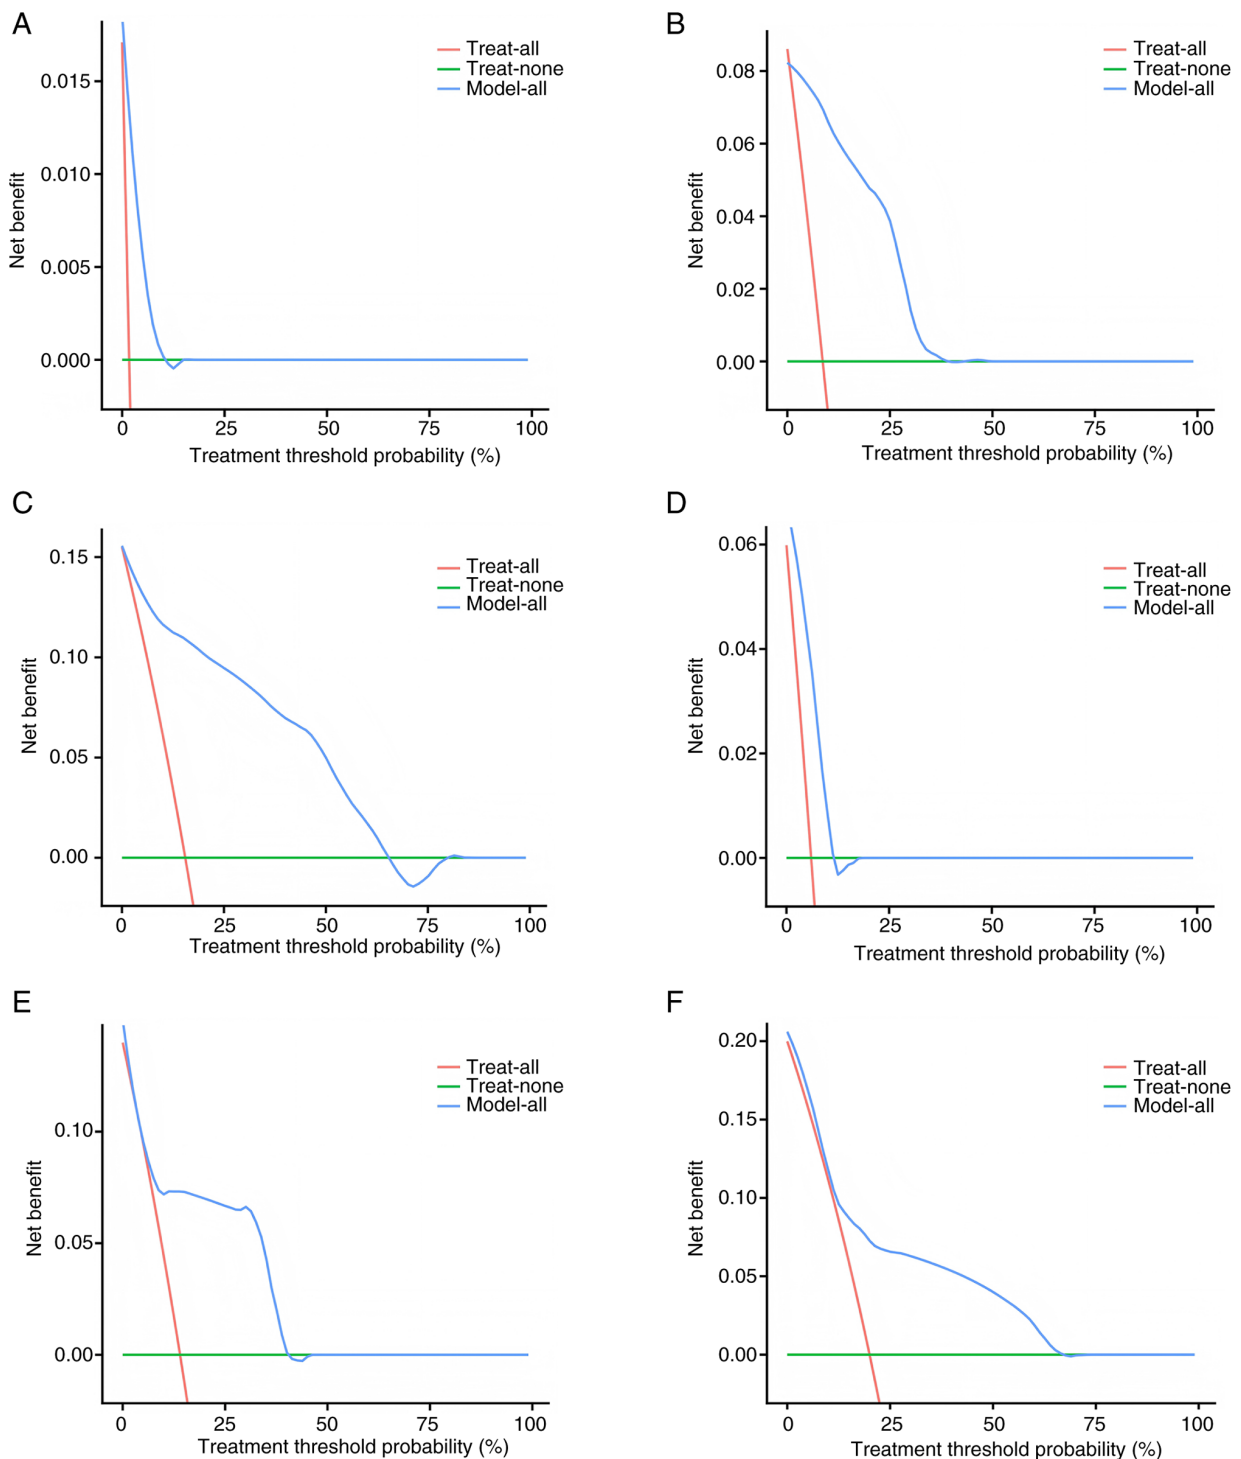 A
Treat-all
Treat-none
Model-all
0.015
0.010
0.005
0.000
Net benefit
0 25 50 75 100
Treatment threshold probability (%)
B
Treat-all
Treat-none
Model-all
0.08
0.06
0.04
0.02
0.00
Net benefit
0 25 50 75 100
Treatment threshold probability (%)
C
Treat-all
Treat-none
Model-all
0.15
0.10
0.05
0.00
Net benefit
0 25 50 75 100
Treatment threshold probability (%)
D
Treat-all
Treat-none
Model-all
0.06
0.04
0.02
0.00
Net benefit
0 25 50 75 100
Treatment threshold probability (%)
E
Treat-all
Treat-none
Model-all
0.10
0.05
0.00
Net benefit
0 25 50 75 100
Treatment threshold probability (%)
F
Treat-all
Treat-none
Model-all
0.20
0.15
0.10
0.05
0.00
Net benefit
0 25 50 75 100
Treatment threshold probability (%)